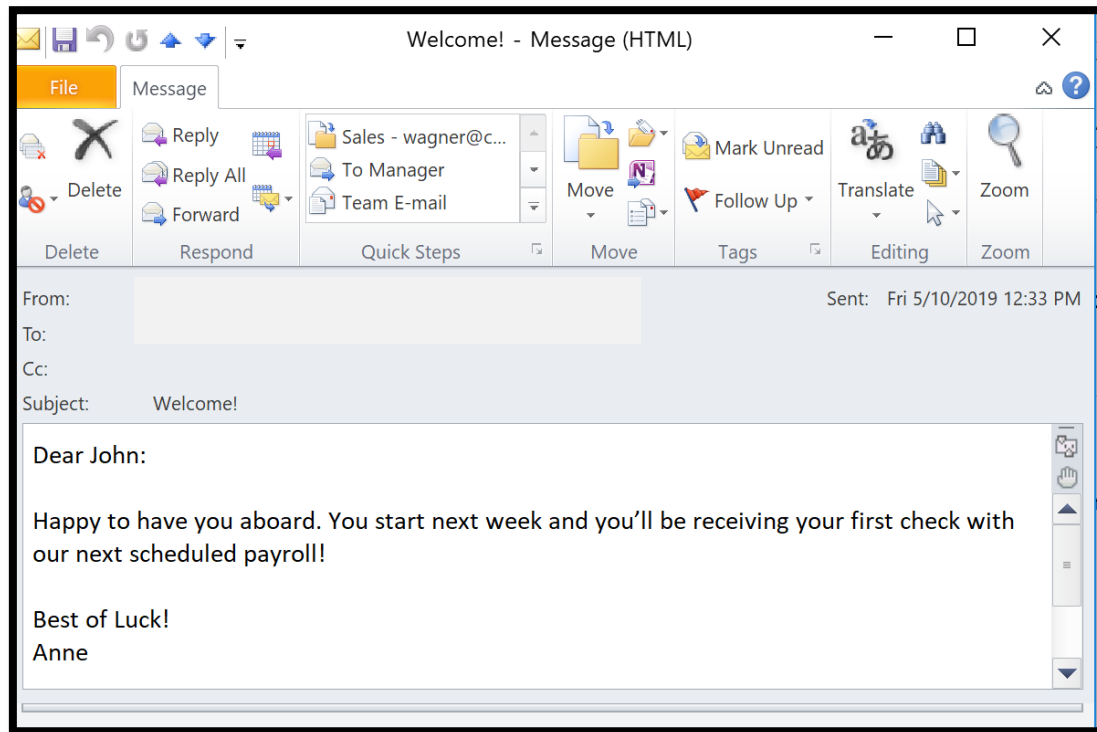 Welcome! - Message (HTML)
File
Message
Delete
Reply
Reply All
Forward
Sales - wagner@c...
To Manager
Team E-mail
Move
Mark Unread
Follow Up
Translate
Zoom
Delete
Respond
Quick Steps
Move
Tags
Editing
Zoom
From:
Sent: Fri 5/10/2019 12:33 PM
To:
Cc:
Subject: Welcome!
Dear John:
Happy to have you aboard. You start next week and you’ll be receiving your first check with
our next scheduled payroll!
Best of Luck!
Anne